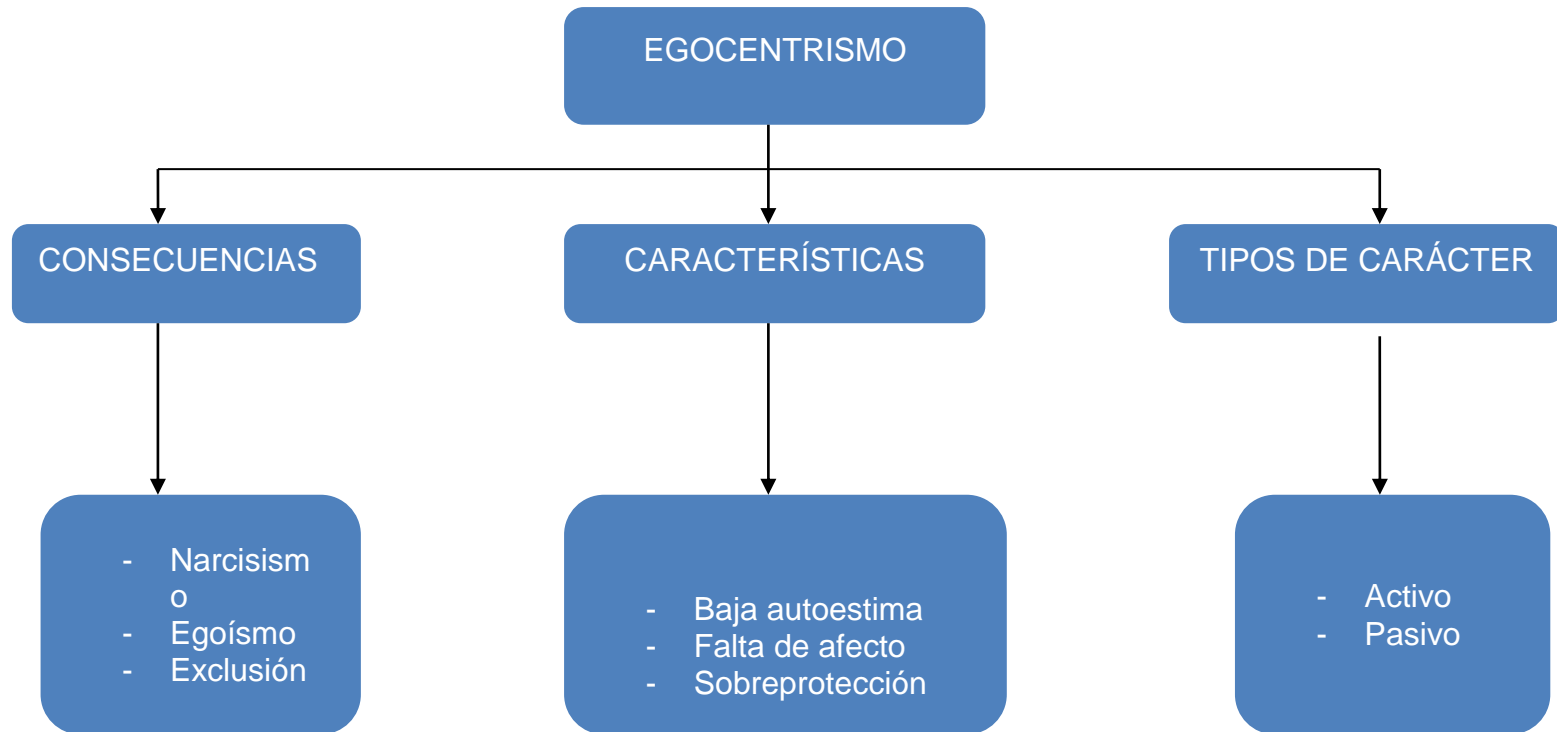 EGOCENTRISMO
CONSECUENCIAS
CARACTERÍSTICAS
TIPOS DE CARÁCTER
- Narcisism
o
- Egoísmo
- Exclusión
- Baja autoestima
- Falta de afecto
- Sobreprotección
- Activo
- Pasivo